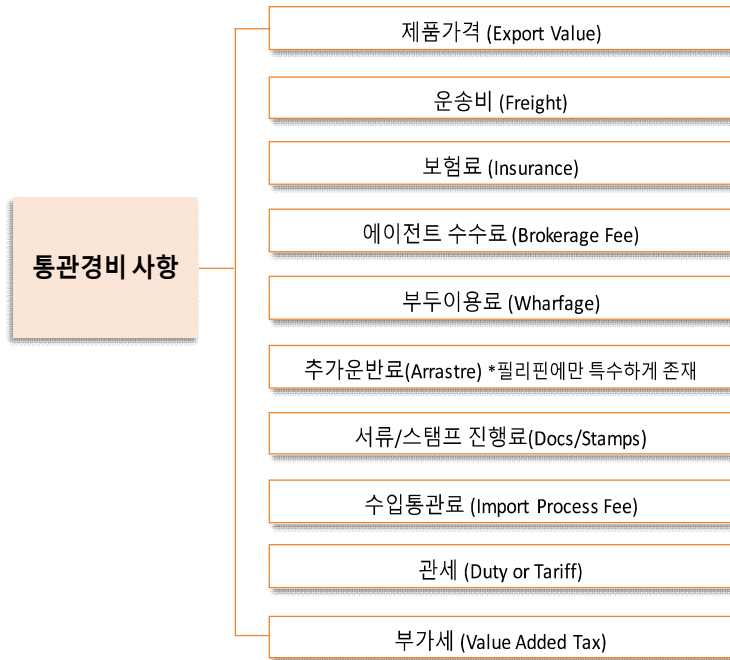 통관경비 사항
제품가격 (Export Value)
운송비 (Freight)
보험료 (Insurance)
에이전트 수수료 (Brokerage Fee)
부두이용료 (Wharfage)
추가운반료(Arrastre) *필리핀에만 특수하게 존재
서류/스탬프 진행료(Docs/Stamps)
수입통관료 (Import Process Fee)
관세 (Duty or Tariff)
부가세 (Value Added Tax)